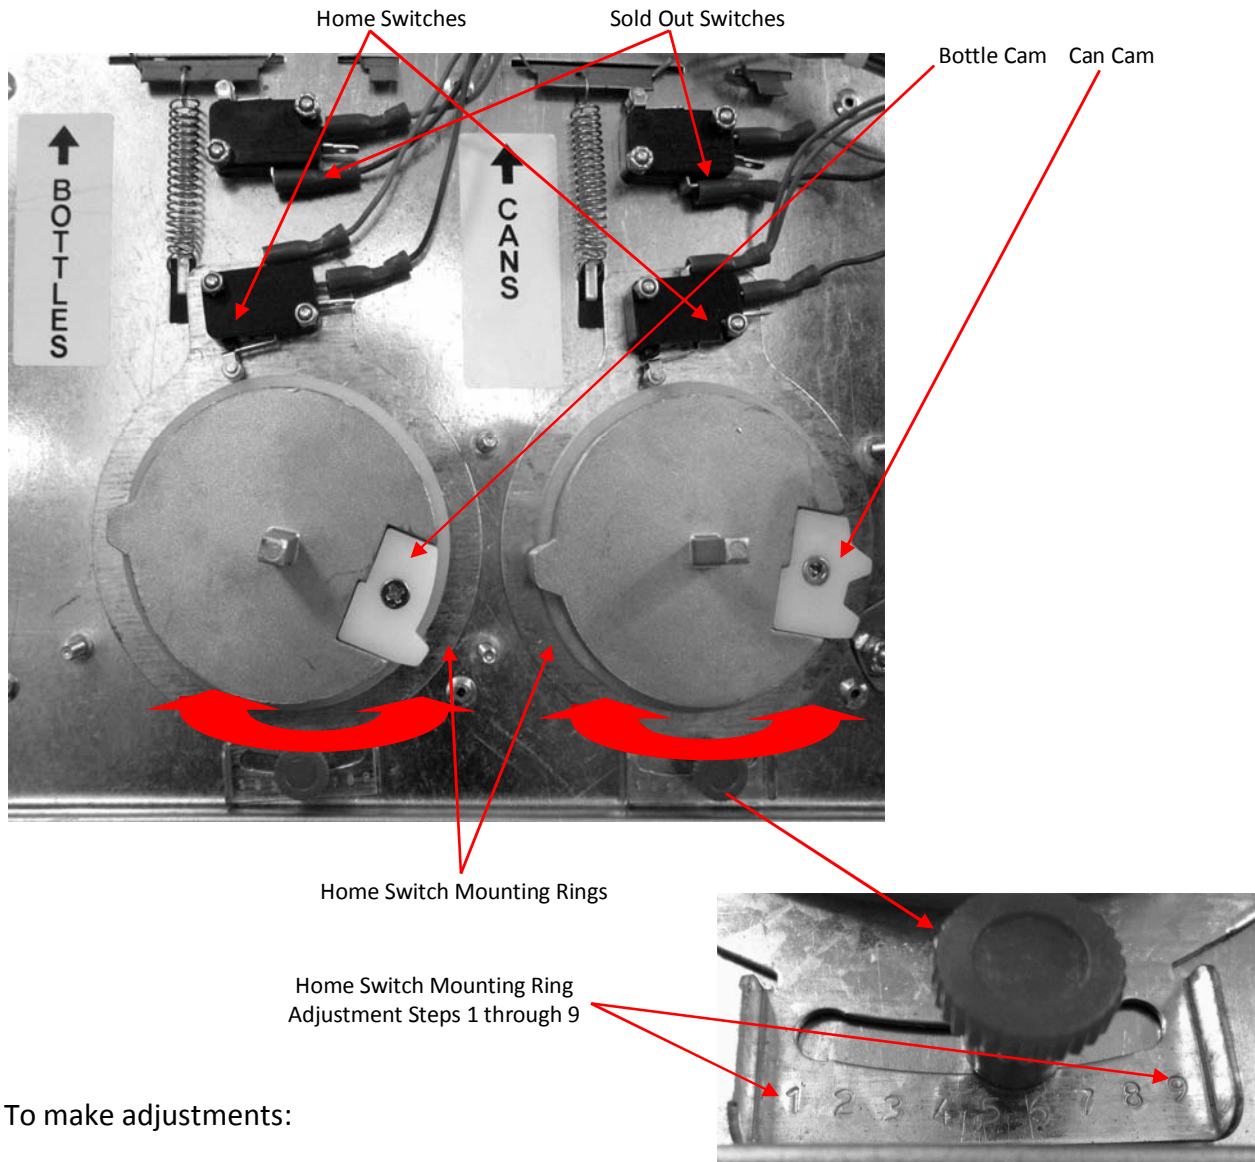 Home Switches
Sold Out Switches
Bottle Cam
Can Cam
BOTTLES
CANS
Home Switch Mounting Rings
Home Switch Mounting Ring
Adjustment Steps 1 through 9
1 2 3 4 5 6 7 8 9
To make adjustments: